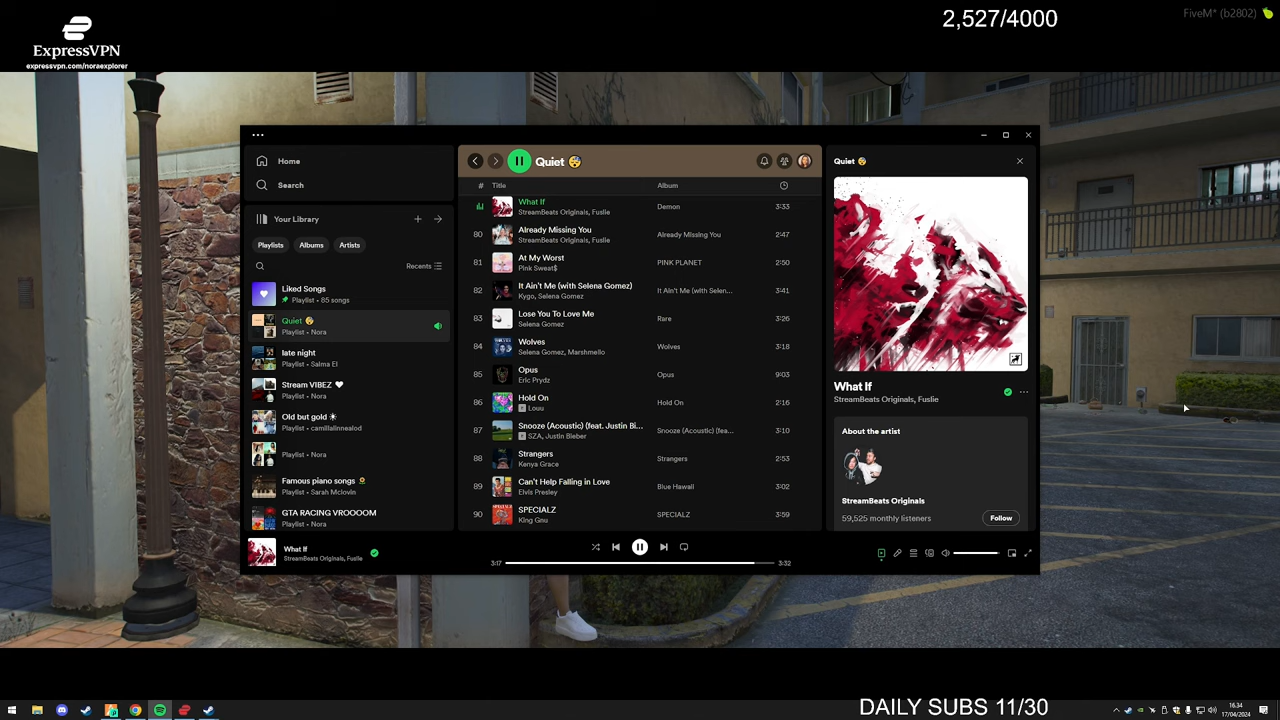 ExpressVPN
expressvpn.com/noraexplorer
2,527/4000
FiveM* (b2802)
Home
Search
Your Library
Playlists
Albums
Artists
Recents
Liked Songs
Playlist • 85 songs
Quiet 😴
Playlist • Nora
late night
Playlist • Salma El
Stream VIBEZ 🤍
Playlist • Nora
Old but gold ☀
Playlist • camillalinnealod
Playlist • Nora
Famous piano songs
Playlist • Sarah Mclovin
GTA RACING VROOOOM
Playlist • Nora
Quiet 😴
# Title Album
What If
StreamBeats Originals, Fuslie
Demon
3:33
80
Already Missing You
StreamBeats Originals, Fuslie
Already Missing You
2:47
81
At My Worst
Pink Sweat$
PINK PLANET
2:50
82
It Ain't Me (with Selena Gomez)
Kygo, Selena Gomez
It Ain't Me (with Selen...
3:41
83
Lose You To Love Me
Selena Gomez
Rare
3:26
84
Wolves
Selena Gomez, Marshmello
Wolves
3:18
85
Opus
Eric Prydz
Opus
9:03
86
Hold On
Louu
Hold On
2:16
87
Snooze (Acoustic) (feat. Justin Bi...
SZA, Justin Bieber
Snooze (Acoustic) (fea...
3:10
88
Strangers
Kenya Grace
Strangers
2:53
89
Can't Help Falling in Love
Elvis Presley
Blue Hawaii
3:02
90
SPECIALZ
King Gnu
SPECIALZ
3:59
Quiet 😴
What If
StreamBeats Originals, Fuslie
About the artist
StreamBeats Originals
59,525 monthly listeners
Follow
What If
StreamBeats Originals, Fuslie
3:17
3:32
DAILY SUBS 11/30
16.34
17/04/2024